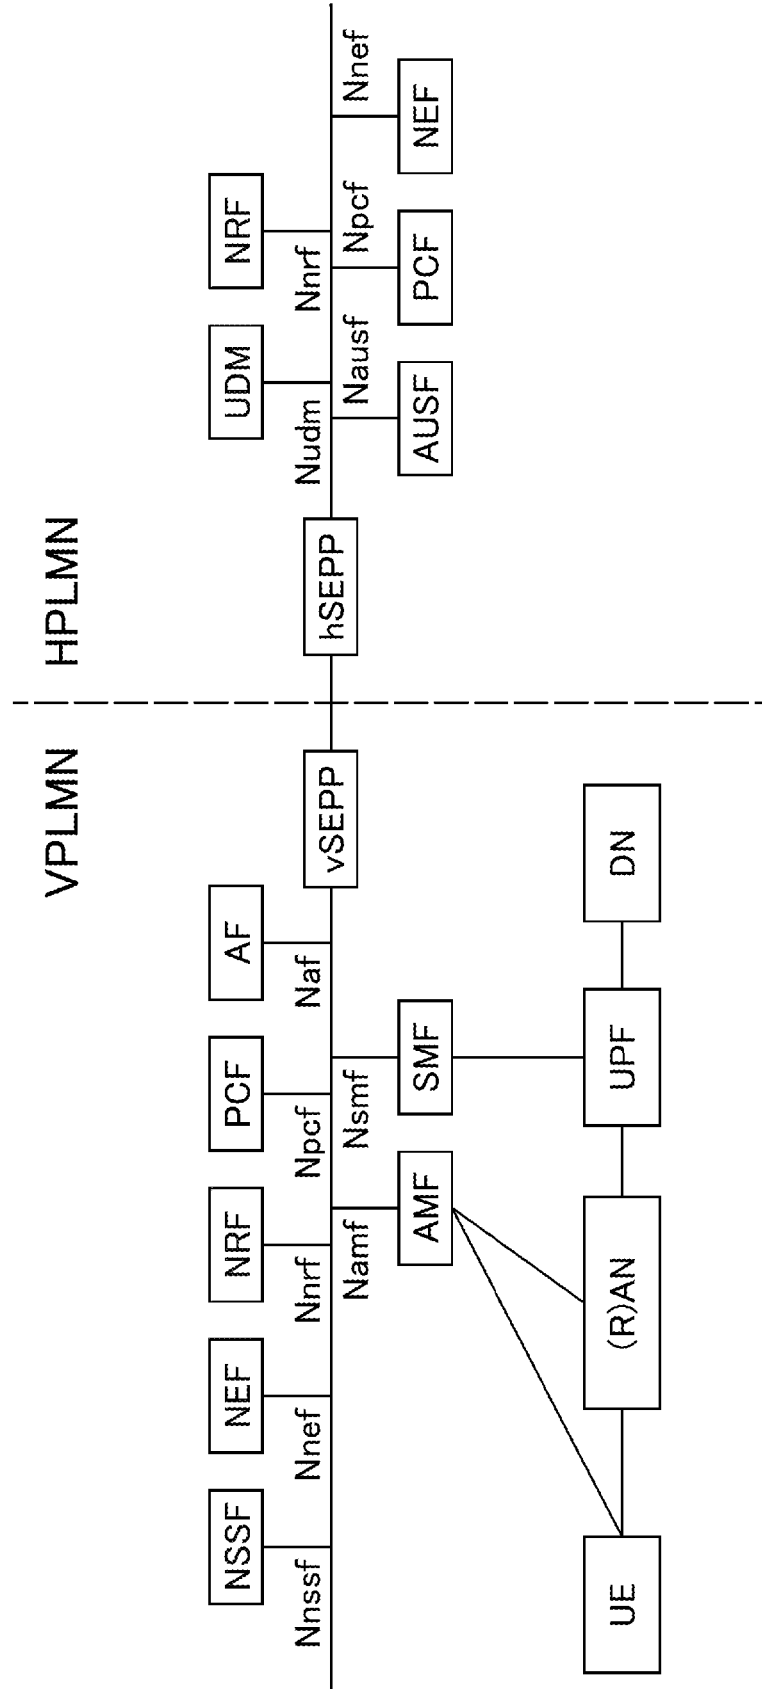 VPLMN
HPLMN
NSSF
NEF
NRF
PCF
AF
UDM
NRF
Nnssf
Nnef
Nnrf
Npcf
Naf
vSEPP
hSEPP
Nudm
Nnrf
Namf
Nsmf
Nausf
Npcf
Nnef
AMF
SMF
AUSF
PCF
NEF
UE
(R)AN
UPF
DN